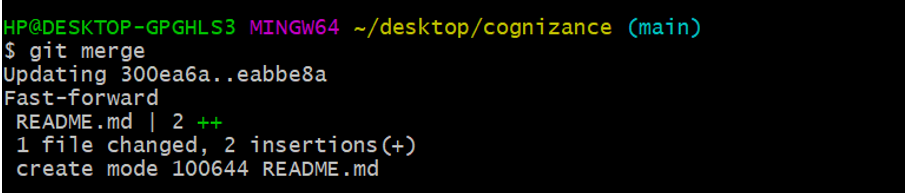 HP@DESKTOP-GPGHLS3 MINGW64 ~/desktop/cognizance (main)
$ git merge
Updating 300ea6a..eabbe8a
Fast-forward
 README.md | 2 ++
 1 file changed, 2 insertions(+)
 create mode 100644 README.md